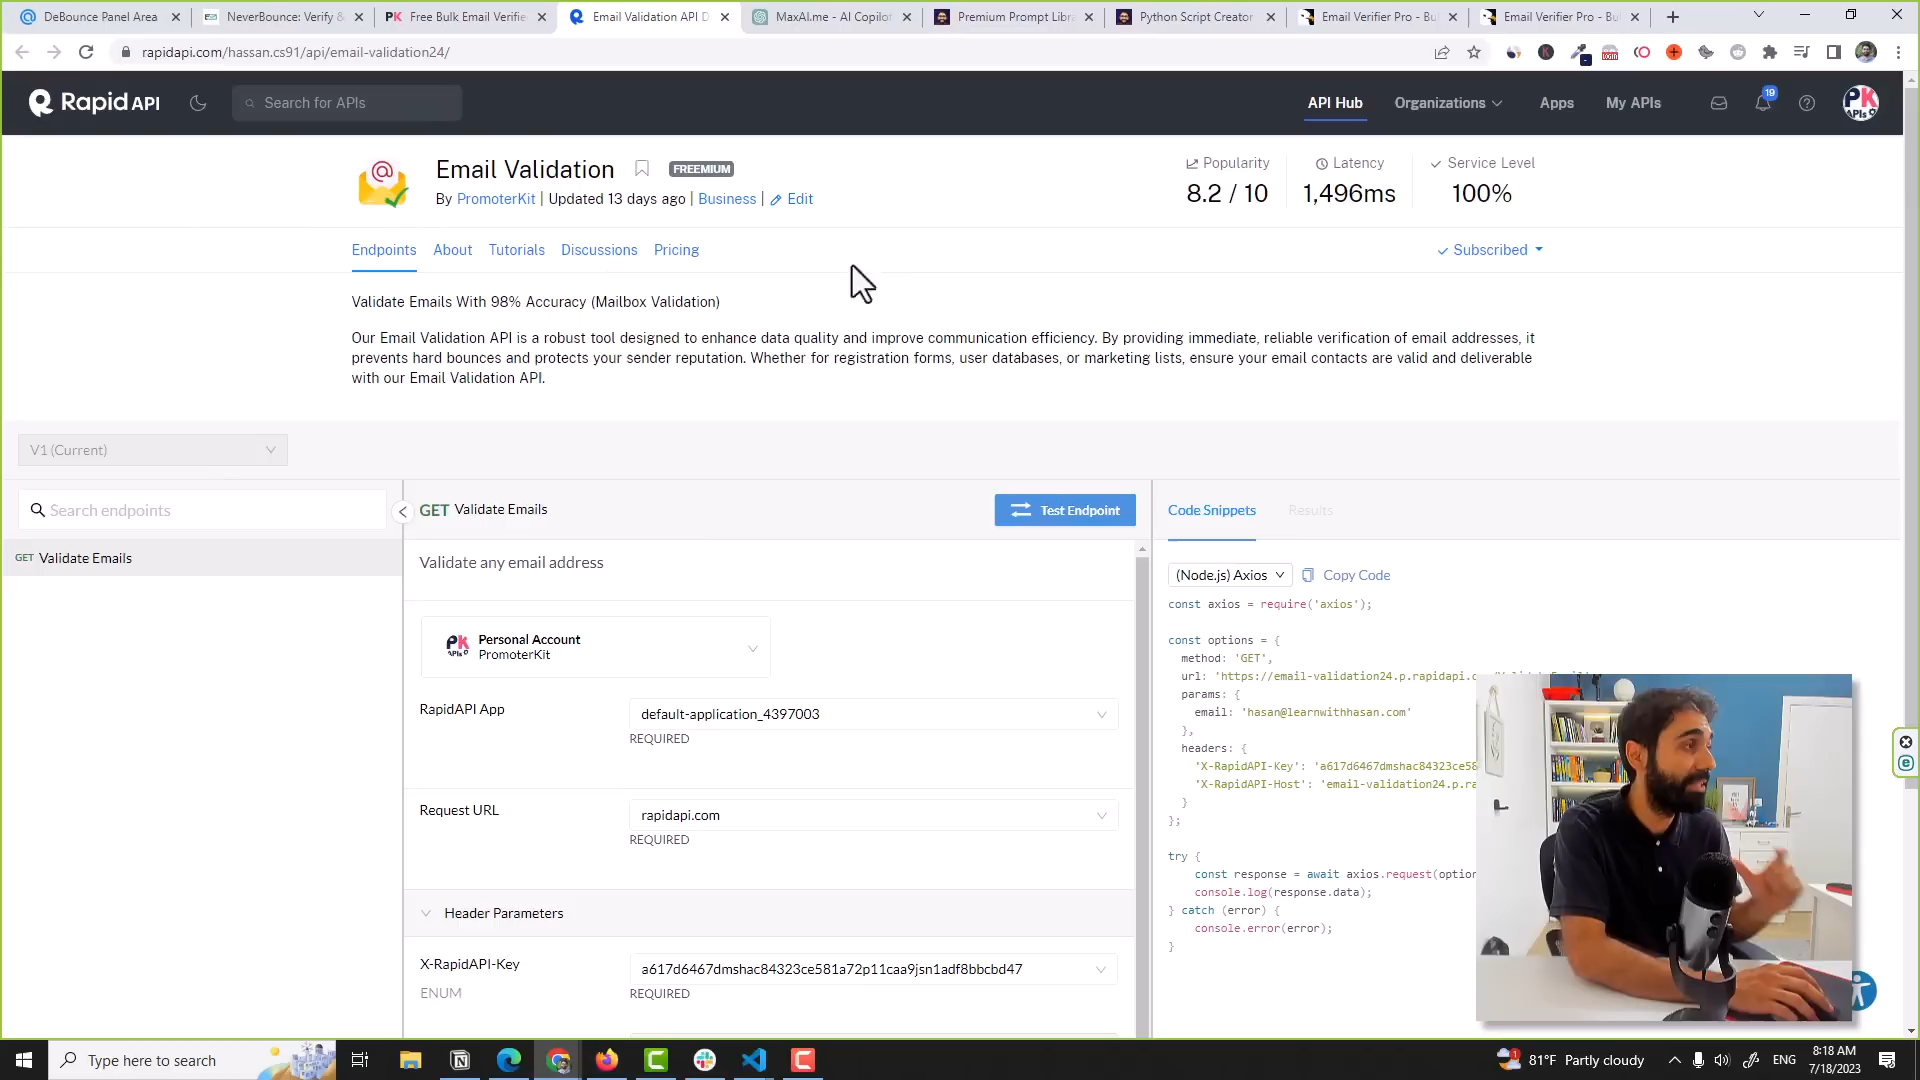 DeBounce Panel Area
NeverBounce: Verify &
Free Bulk Email Verifie
Email Validation API D
MaxAI.me - AI Copilot
Premium Prompt Libra
Python Script Creator
Email Verifier Pro - Bu
Email Verifier Pro - Bu
rapidapi.com/hassan.cs91/api/email-validation24/
Rapid API
Search for APIs
API Hub
Organizations
Apps
My APIs
19
PK
APIs
Email Validation
FREEMIUM
By PromoterKit | Updated 13 days ago | Business | Edit
Popularity
8.2 / 10
Latency
1,496ms
Service Level
100%
Endpoints
About
Tutorials
Discussions
Pricing
Subscribed
Validate Emails With 98% Accuracy (Mailbox Validation)
Our Email Validation API is a robust tool designed to enhance data quality and improve communication efficiency. By providing immediate, reliable verification of email addresses, it
prevents hard bounces and protects your sender reputation. Whether for registration forms, user databases, or marketing lists, ensure your email contacts are valid and deliverable
with our Email Validation API.
V1 (Current)
Search endpoints
GET Validate Emails
GET Validate Emails
Test Endpoint
Validate any email address
PK
APIs
Personal Account
PromoterKit
RapidAPI App
default-application_4397003
REQUIRED
Request URL
rapidapi.com
REQUIRED
Header Parameters
X-RapidAPI-Key
ENUM
a617d6467dmshac84323ce581a72p11caa9jsn1adf8bbcbd47
REQUIRED
Code Snippets
Results
(Node.js) Axios
Copy Code
const axios = require('axios');
const options = {
method: 'GET',
url: 'https://email-validation24.p.rapidapi.c
params: {
email: 'hasan@learnwithhasan.com'
},
headers: {
'X-RapidAPI-Key': 'a617d6467dmshac84323ce58
'X-RapidAPI-Host': 'email-validation24.p.ra
}
};
try {
const response = await axios.request(option
console.log(response.data);
} catch (error) {
console.error(error);
}
Type here to search
81°F Partly cloudy
ENG
8:18 AM
7/18/2023